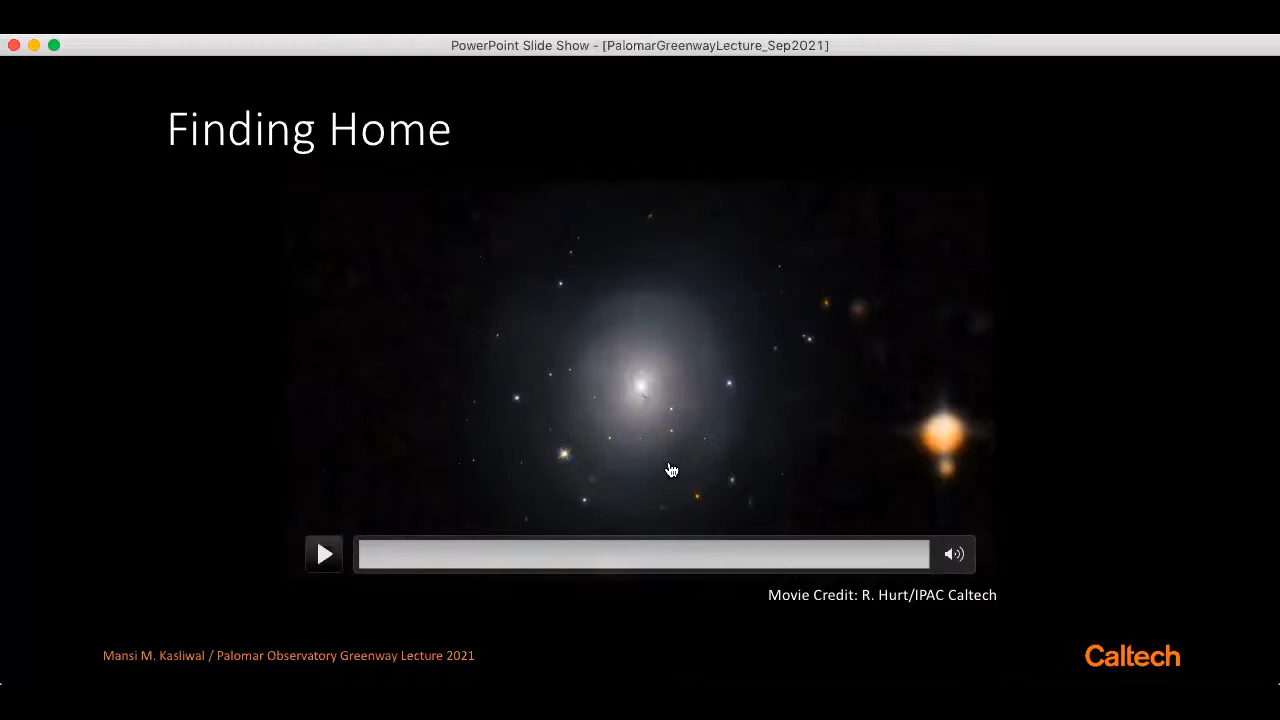 PowerPoint Slide Show - [PalomarGreenwayLecture_Sep2021]
Finding Home
Movie Credit: R. Hurt/IPAC Caltech
Mansi M. Kasliwal / Palomar Observatory Greenway Lecture 2021
Caltech